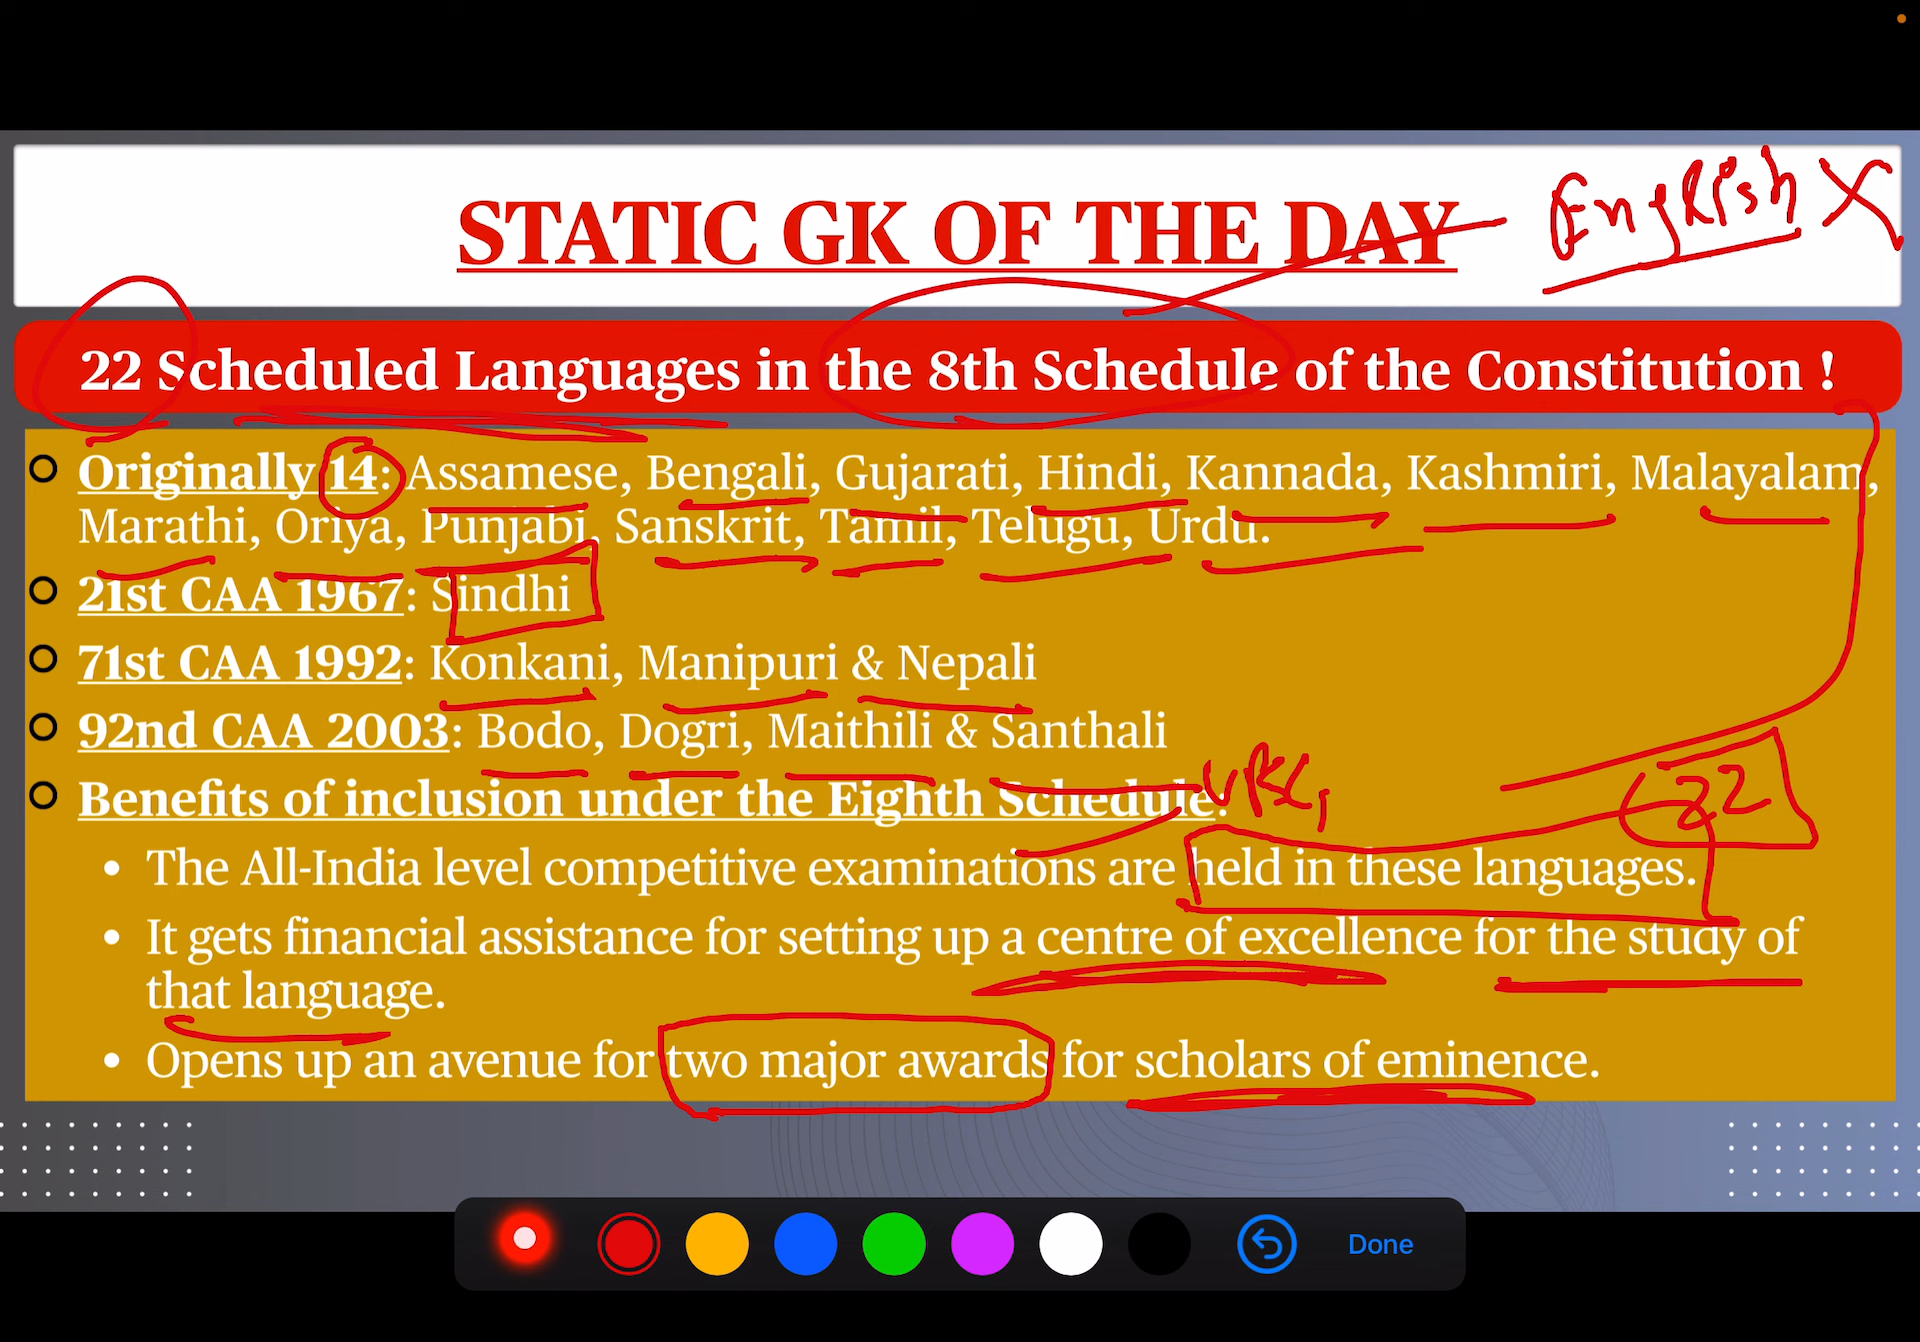 STATIC GK OF THE DAY
English X
22 Scheduled Languages in the 8th Schedule of the Constitution !
Originally 14: Assamese, Bengali, Gujarati, Hindi, Kannada, Kashmiri, Malayalam,
Marathi, Oriya, Punjabi, Sanskrit, Tamil, Telugu, Urdu.
21st CAA 1967: Sindhi
71st CAA 1992: Konkani, Manipuri & Nepali
92nd CAA 2003: Bodo, Dogri, Maithili & Santhali
UPSC,
22
Benefits of inclusion under the Eighth Schedule:
The All-India level competitive examinations are held in these languages.
It gets financial assistance for setting up a centre of excellence for the study of
that language.
Opens up an avenue for two major awards for scholars of eminence.
Done